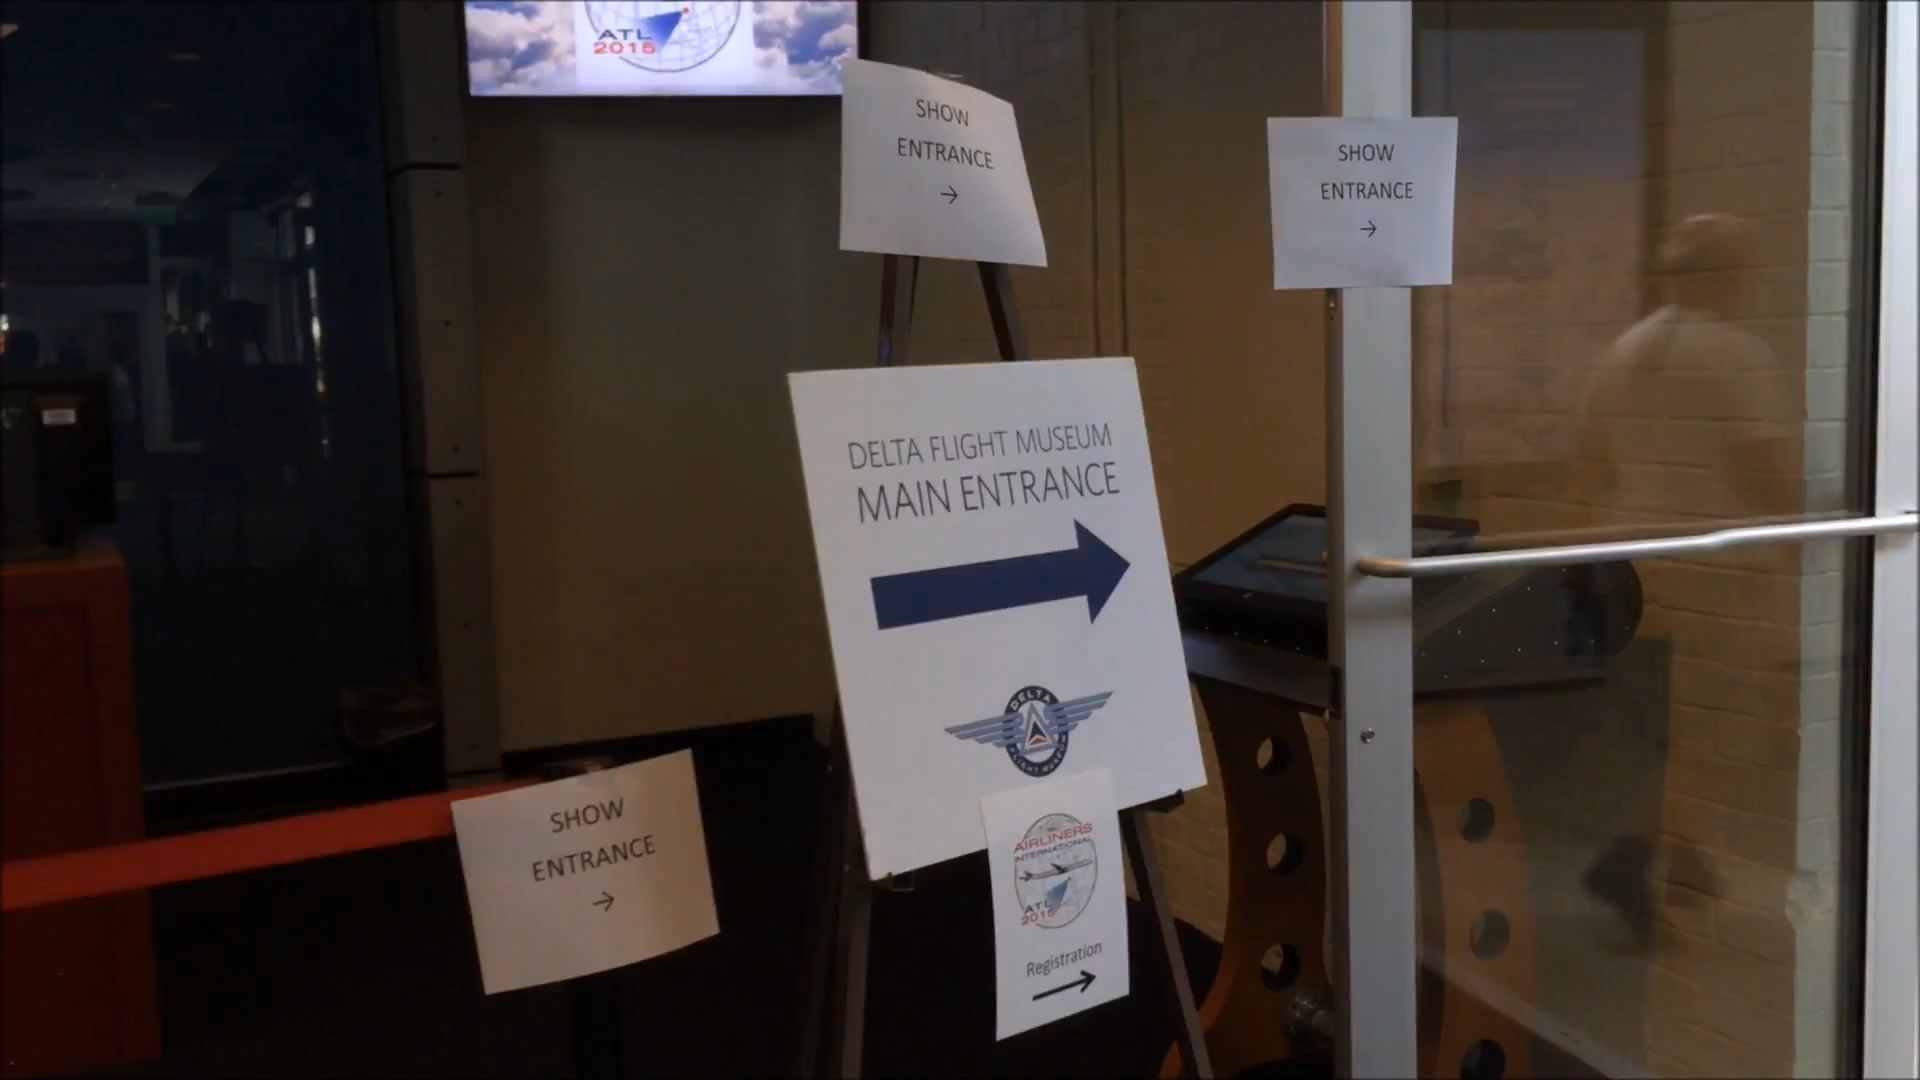 ATL
2015
SHOW
ENTRANCE
→
SHOW
ENTRANCE
→
DELTA FLIGHT MUSEUM
MAIN ENTRANCE
DELTA
FLIGHT MUSEUM
SHOW
ENTRANCE
→
AIRLINERS
INTERNATIONAL
ATL
2015
Registration